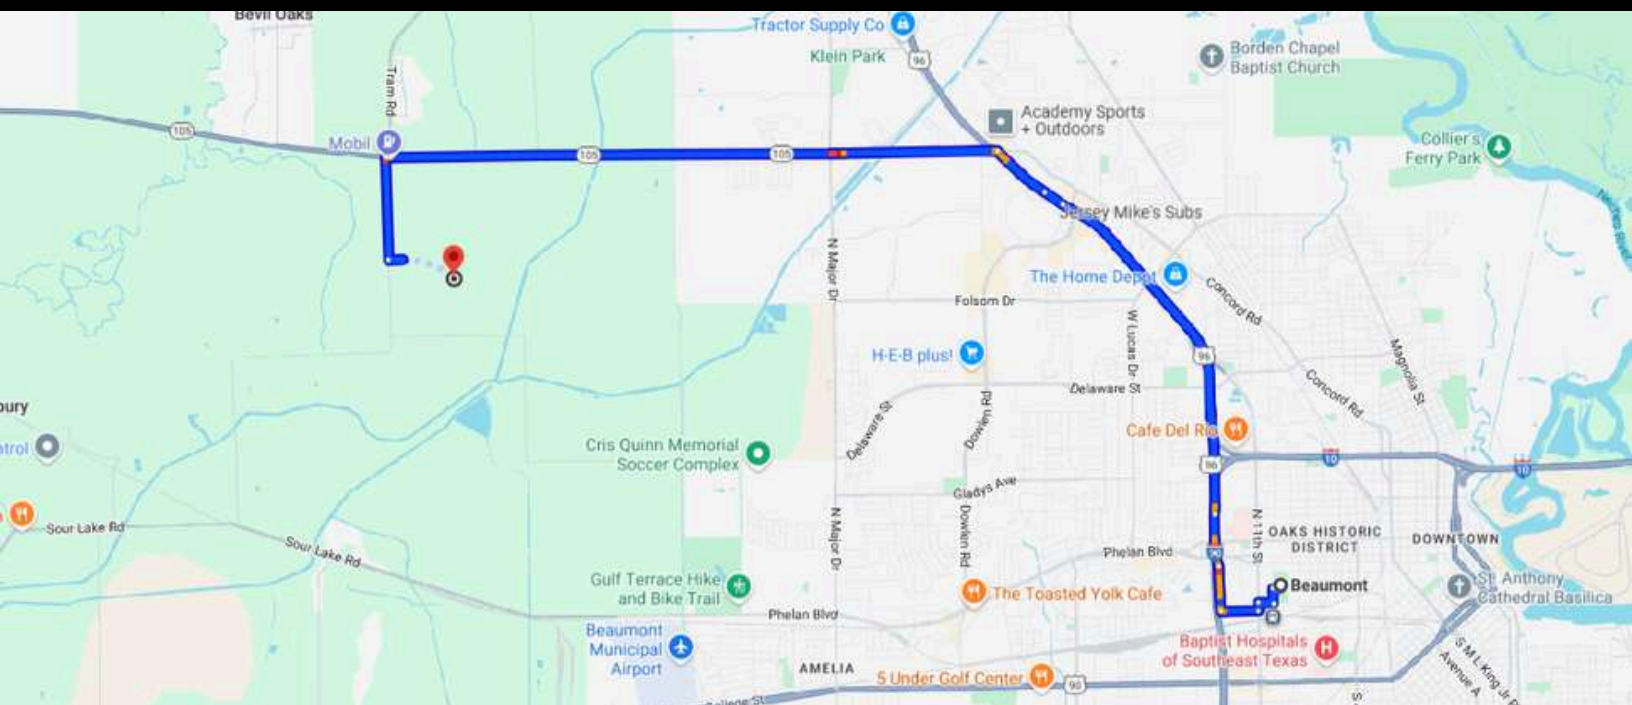 Bevil Oaks
Tractor Supply Co
96
Klein Park
Borden Chapel
Baptist Church
Tram Rd
105
Mobil
105
105
Academy Sports
+ Outdoors
Collier's
Ferry Park
Neches River
Jersey Mike's Subs
N Major Dr
The Home Depot
Concord Rd
Folsom Dr
W Lucas Dr
H-E-B plus!
96
Magnolia St
Delaware St
Concord Rd
Delaware St
Dowlen Rd
Cafe Del Rio
Cris Quinn Memorial
Soccer Complex
96
10
10
Gladys Ave
Sour Lake Rd
Sour Lake Rd
N Major Dr
Dowlen Rd
N 11th St
OAKS HISTORIC
DISTRICT
DOWNTOWN
Phelan Blvd
Gulf Terrace Hike
and Bike Trail
The Toasted Yolk Cafe
Beaumont
St. Anthony
Cathedral Basilica
Phelan Blvd
Beaumont
Municipal
Airport
AMELIA
5 Under Golf Center
90
Baptist Hospitals
of Southeast Texas
S M L King Jr P
Avenue A